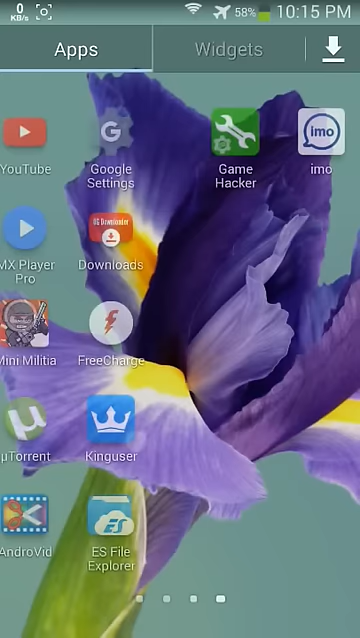 0
KB/s
58%
10:15 PM
Apps
Widgets
YouTube
Google
Settings
Game
Hacker
imo
imo
G
MX Player
Pro
UC Downloader
Downloads
Mini Militia
FreeCharge
µ
µTorrent
Kinguser
AndroVid
ES
ES File
Explorer